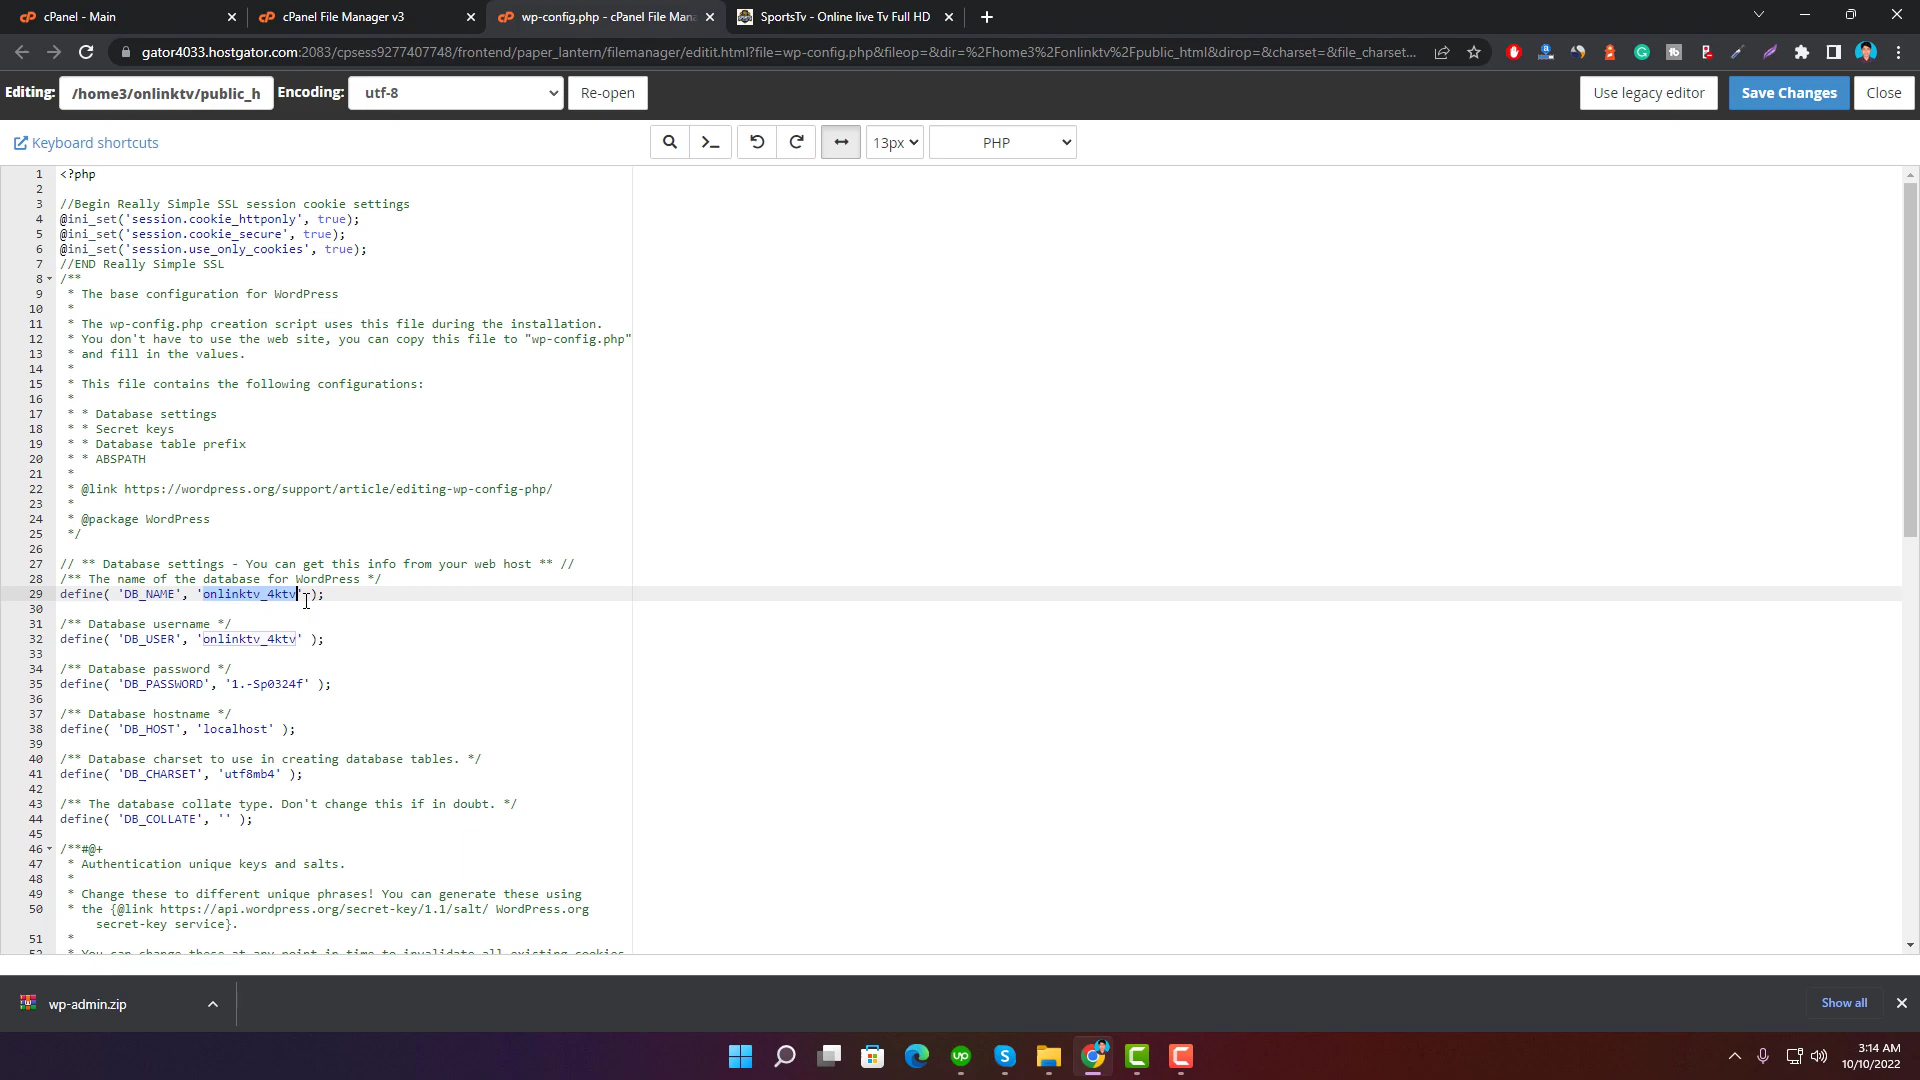 cPanel - Main
cPanel File Manager v3
wp-config.php - cPanel File Mana
SportsTv - Online live Tv Full HD
gator4033.hostgator.com:2083/cpsess9277407748/frontend/paper_lantern/filemanager/editit.html?file=wp-config.php&fileop=&dir=%2Fhome3%2Fonlinktv%2Fpublic_html&dirop=&charset=&file_charset...
Editing: /home3/onlinktv/public_h Encoding: utf-8 Re-open Use legacy editor Save Changes Close
Keyboard shortcuts 13px PHP
1 <?php
2
3 //Begin Really Simple SSL session cookie settings
4 @ini_set('session.cookie_httponly', true);
5 @ini_set('session.cookie_secure', true);
6 @ini_set('session.use_only_cookies', true);
7 //END Really Simple SSL
8 /**
9 * The base configuration for WordPress
10 *
11 * The wp-config.php creation script uses this file during the installation.
12 * You don't have to use the web site, you can copy this file to "wp-config.php"
13 * and fill in the values.
14 *
15 * This file contains the following configurations:
16 *
17 * * Database settings
18 * * Secret keys
19 * * Database table prefix
20 * * ABSPATH
21 *
22 * @link https://wordpress.org/support/article/editing-wp-config-php/
23 *
24 * @package WordPress
25 */
26
27 // ** Database settings - You can get this info from your web host ** //
28 /** The name of the database for WordPress */
29 define( 'DB_NAME', 'onlinktv_4ktv' );
30
31 /** Database username */
32 define( 'DB_USER', 'onlinktv_4ktv' );
33
34 /** Database password */
35 define( 'DB_PASSWORD', '1.-Sp0324f' );
36
37 /** Database hostname */
38 define( 'DB_HOST', 'localhost' );
39
40 /** Database charset to use in creating database tables. */
41 define( 'DB_CHARSET', 'utf8mb4' );
42
43 /** The database collate type. Don't change this if in doubt. */
44 define( 'DB_COLLATE', '' );
45
46 /**#@+
47 * Authentication unique keys and salts.
48 *
49 * Change these to different unique phrases! You can generate these using
50 * the {@link https://api.wordpress.org/secret-key/1.1/salt/ WordPress.org
secret-key service}.
51 *
52 * You can change these at any point in time to invalidate all existing cookies.
wp-admin.zip
Show all
3:14 AM
10/10/2022